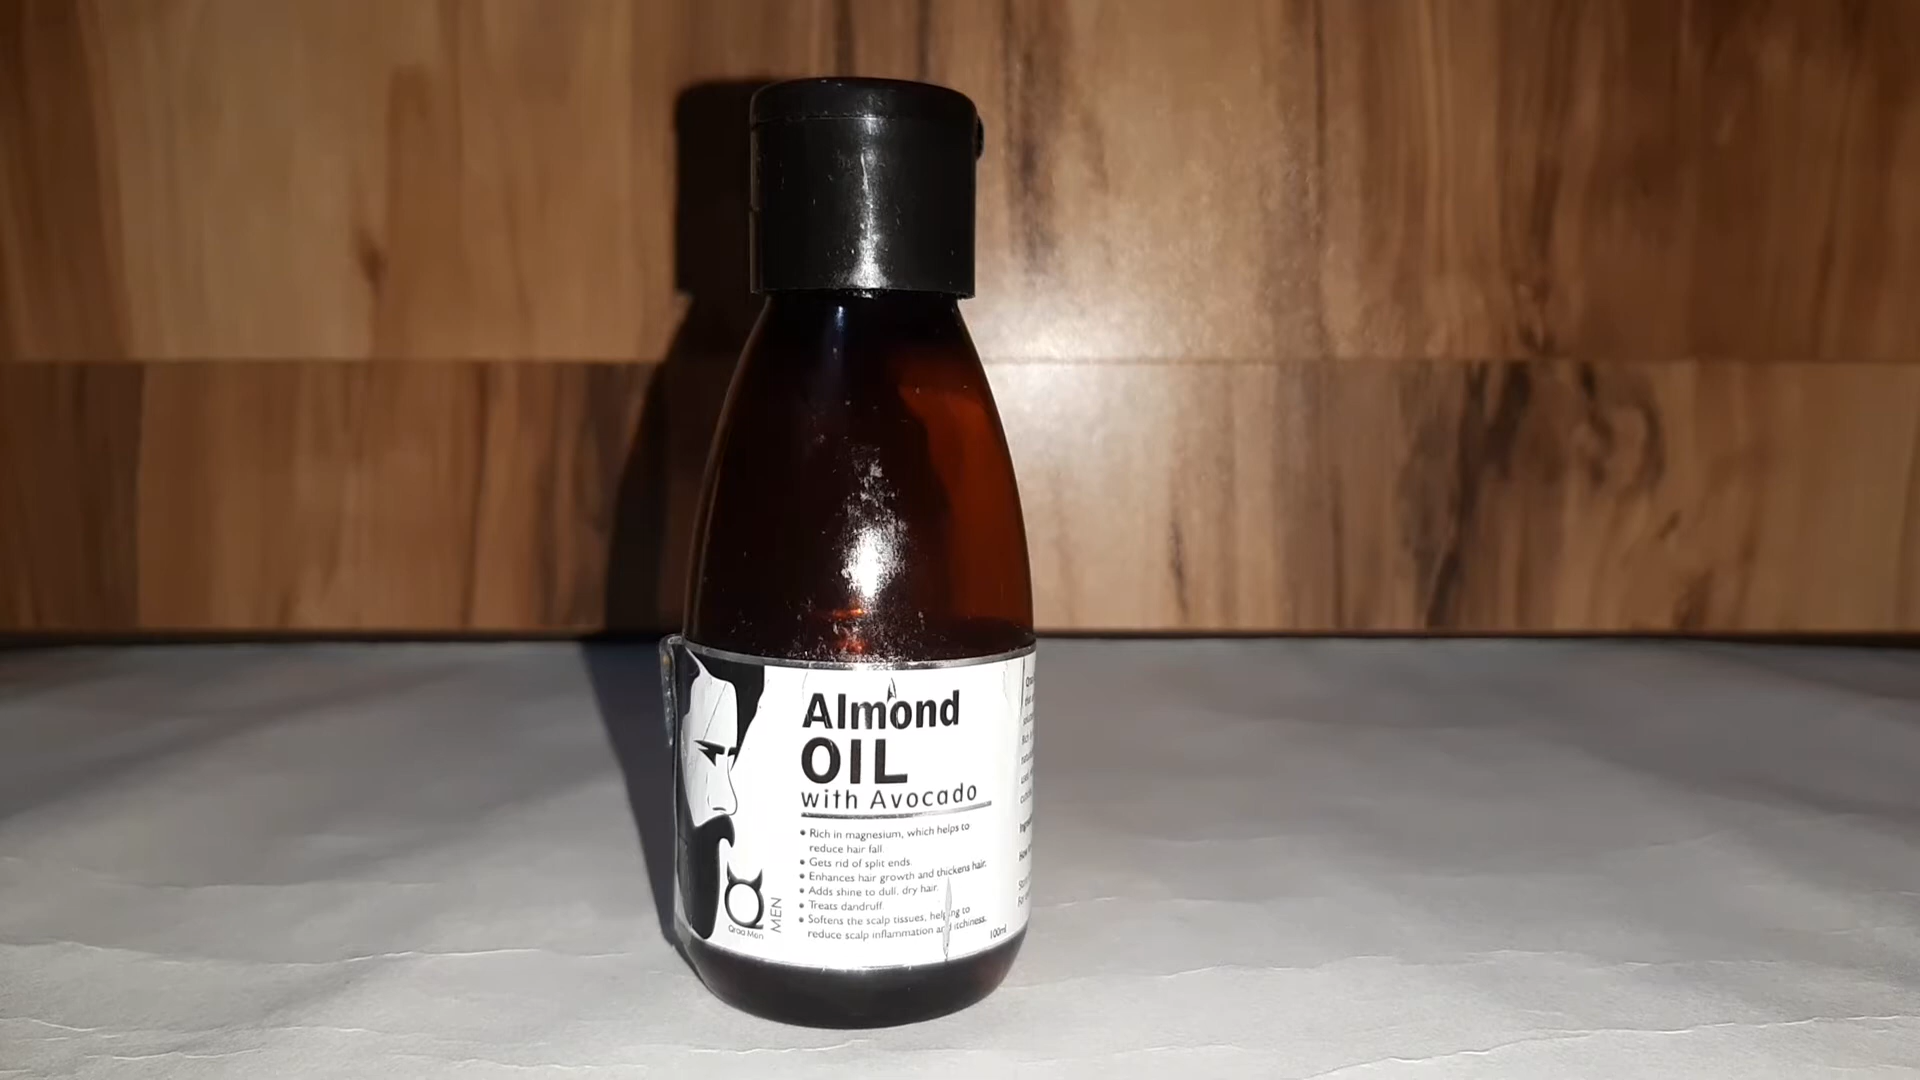 Almond
OIL
with Avocado
• Rich in magnesium, which helps to
reduce hair fall
• Gets rid of split ends.
• Enhances hair growth and thickens hair.
• Adds shine to dull, dry hair.
• Treats dandruff
• Softens the scalp tissues, helping to
reduce scalp inflammation and itchiness.
100ml
Qraa Men
MEN